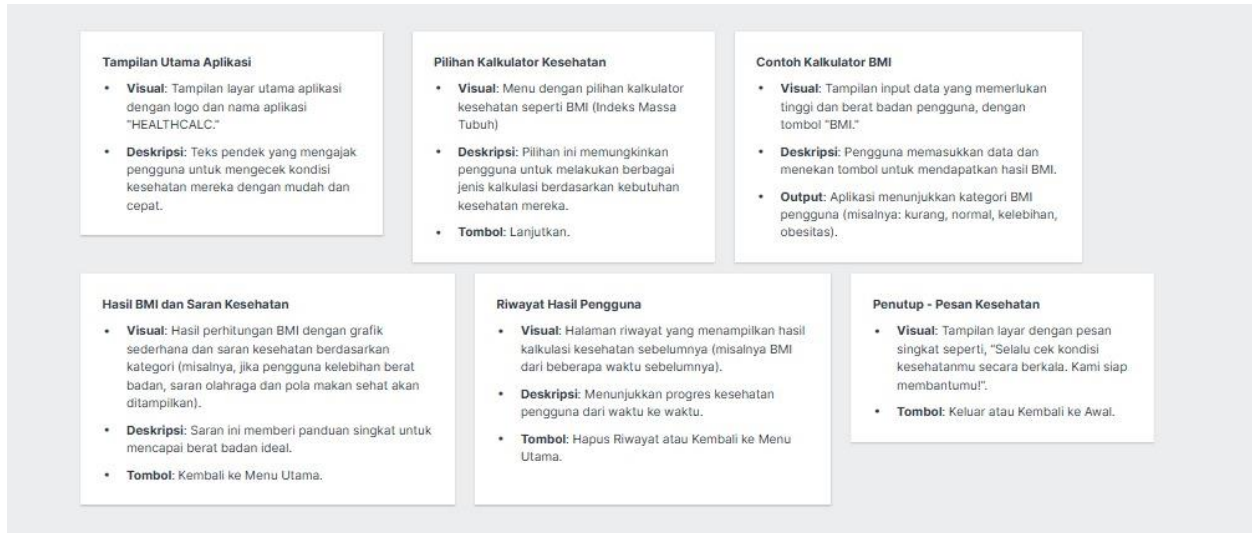 Tampilan Utama Aplikasi
• Visual: Tampilan layar utama aplikasi
dengan logo dan nama aplikasi
"HEALTHCALC."
• Deskripsi: Teks pendek yang mengajak
pengguna untuk mengecek kondisi
kesehatan mereka dengan mudah dan
cepat.
Pilihan Kalkulator Kesehatan
• Visual: Menu dengan pilihan kalkulator
kesehatan seperti BMI (Indeks Massa
Tubuh)
• Deskripsi: Pilihan ini memungkinkan
pengguna untuk melakukan berbagai
jenis kalkulasi berdasarkan kebutuhan
kesehatan mereka.
• Tombol: Lanjutkan.
Contoh Kalkulator BMI
• Visual: Tampilan input data yang memerlukan
tinggi dan berat badan pengguna, dengan
tombol "BMI."
• Deskripsi: Pengguna memasukkan data dan
menekan tombol untuk mendapatkan hasil BMI.
• Output: Aplikasi menunjukkan kategori BMI
pengguna (misalnya: kurang, normal, kelebihan,
obesitas).
Hasil BMI dan Saran Kesehatan
• Visual: Hasil perhitungan BMI dengan grafik
sederhana dan saran kesehatan berdasarkan
kategori (misalnya, jika pengguna kelebihan berat
badan, saran olahraga dan pola makan sehat akan
ditampilkan).
• Deskripsi: Saran ini memberi panduan singkat untuk
mencapai berat badan ideal.
• Tombol: Kembali ke Menu Utama.
Riwayat Hasil Pengguna
• Visual: Halaman riwayat yang menampilkan hasil
kalkulasi kesehatan sebelumnya (misalnya BMI
dari beberapa waktu sebelumnya).
• Deskripsi: Menunjukkan progres kesehatan
pengguna dari waktu ke waktu.
• Tombol: Hapus Riwayat atau Kembali ke Menu
Utama.
Penutup - Pesan Kesehatan
• Visual: Tampilan layar dengan pesan
singkat seperti, "Selalu cek kondisi
kesehatanmu secara berkala. Kami siap
membantumu!".
• Tombol: Keluar atau Kembali ke Awal.